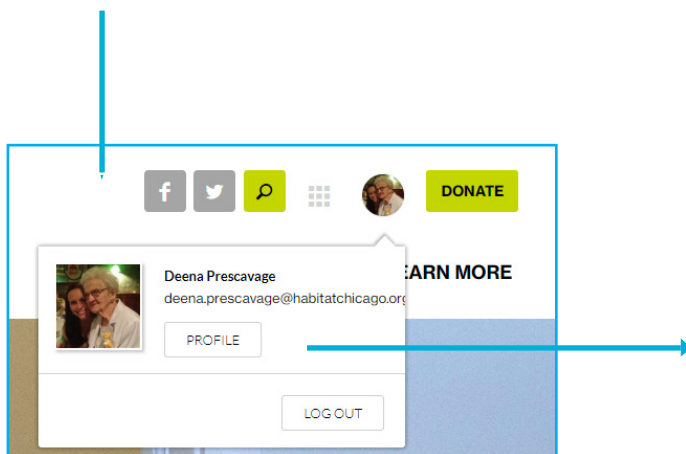 DONATE
EARN MORE
Deena Prescavage
deena.prescavage@habitatchicago.org
PROFILE
LOG OUT